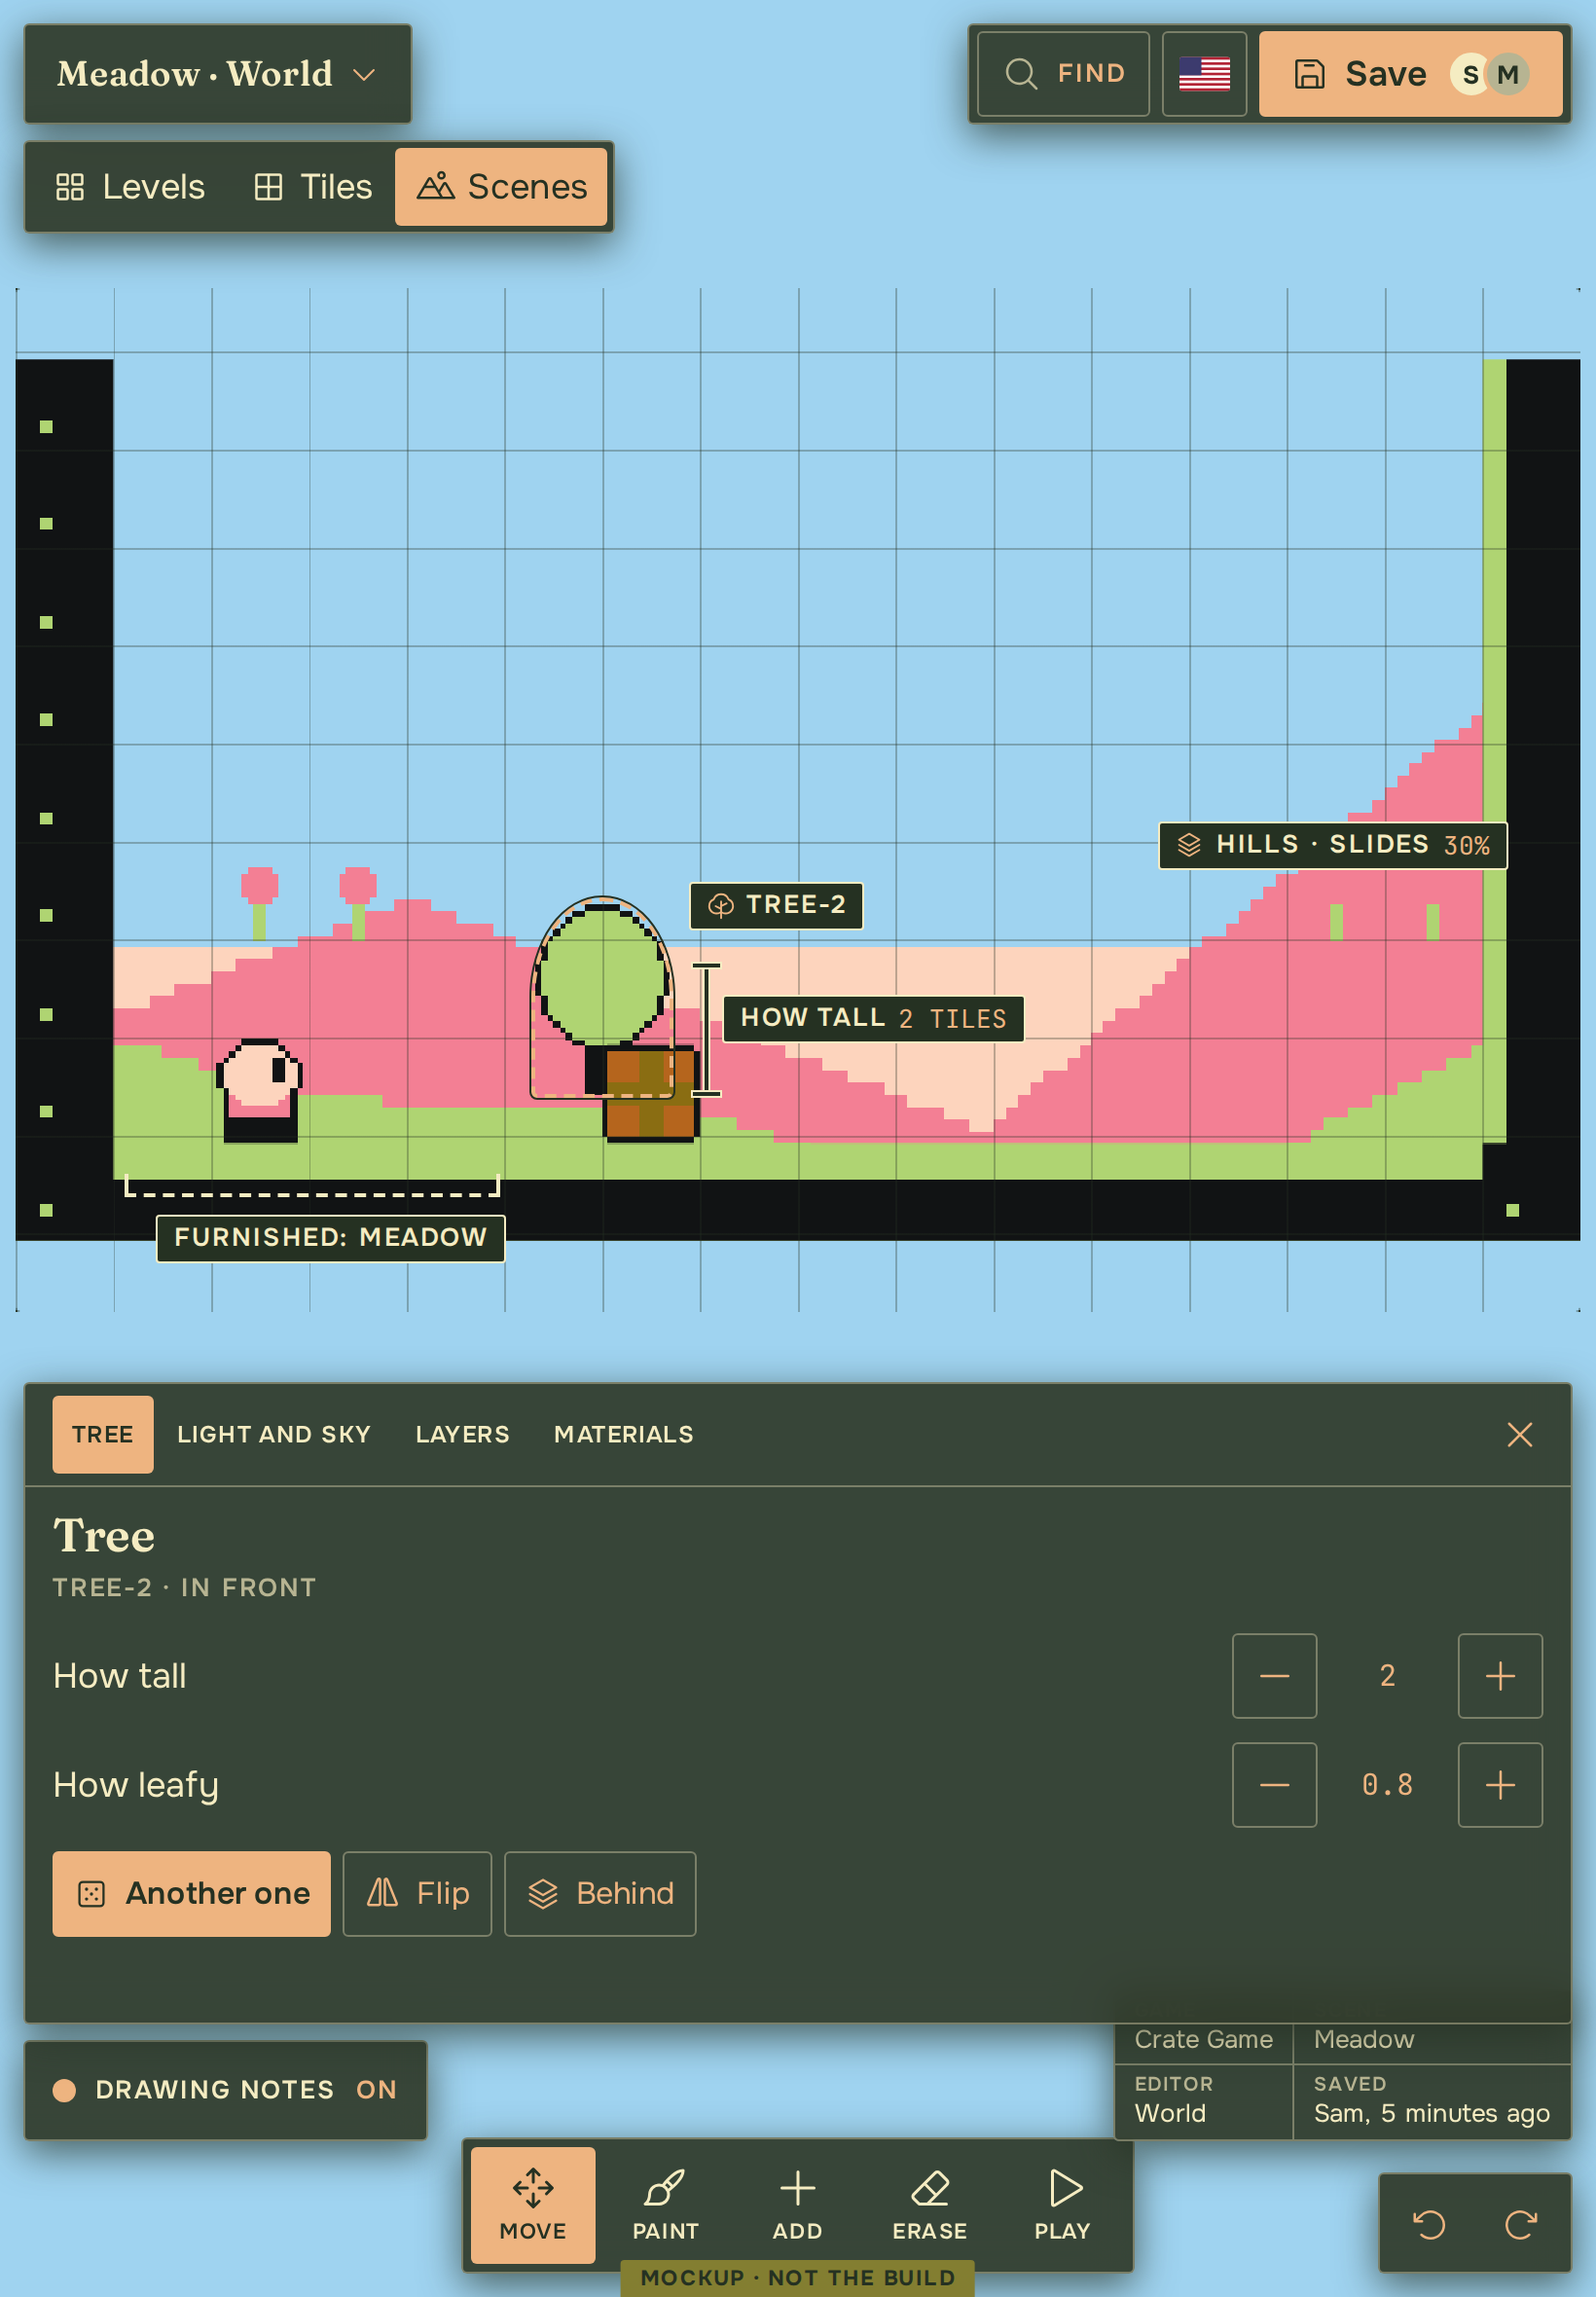 Meadow · World
FIND
Save
S
M
Levels
Tiles
Scenes
HILLS · SLIDES 30%
TREE-2
HOW TALL 2 TILES
FURNISHED: MEADOW
TREE
LIGHT AND SKY
LAYERS
MATERIALS
Tree
TREE-2 · IN FRONT
How tall
2
How leafy
0.8
Another one
Flip
Behind
Crate Game
Meadow
DRAWING NOTES ON
EDITOR
World
SAVED
Sam, 5 minutes ago
MOVE
PAINT
ADD
ERASE
PLAY
MOCKUP · NOT THE BUILD